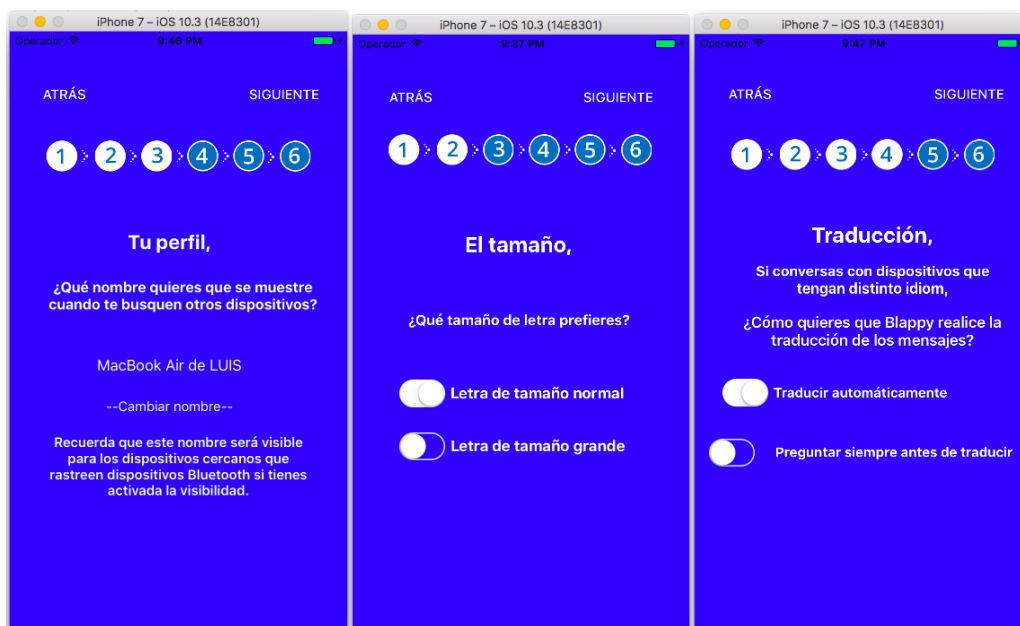 iPhone 7 – iOS 10.3 (14E8301)
Operador 9:46 PM
ATRÁS SIGUIENTE
1 2 3 4 5 6
Tu perfil,
¿Qué nombre quieres que se muestre
cuando te busquen otros dispositivos?
MacBook Air de LUIS
--Cambiar nombre--
Recuerda que este nombre será visible
para los dispositivos cercanos que
rastreen dispositivos Bluetooth si tienes
activada la visibilidad.
iPhone 7 – iOS 10.3 (14E8301)
Operador 9:37 PM
ATRÁS SIGUIENTE
1 2 3 4 5 6
El tamaño,
¿Qué tamaño de letra prefieres?
Letra de tamaño normal
Letra de tamaño grande
iPhone 7 – iOS 10.3 (14E8301)
Operador 9:47 PM
ATRÁS SIGUIENTE
1 2 3 4 5 6
Traducción,
Si conversas con dispositivos que
tengan distinto idiom,
¿Cómo quieres que Blappy realice la
traducción de los mensajes?
Traducir automáticamente
Preguntar siempre antes de traducir